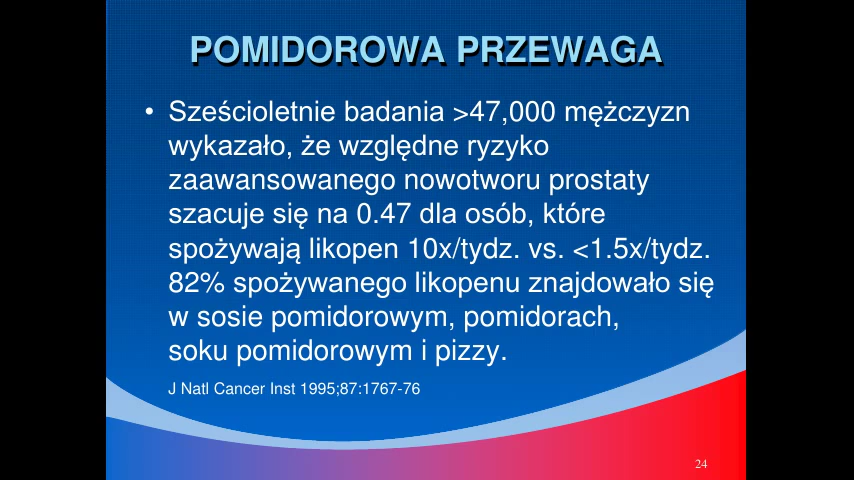 POMIDOROWA PRZEWAGA
• Sześcioletnie badania >47,000 mężczyzn
wykazało, że względne ryzyko
zaawansowanego nowotworu prostaty
szacuje się na 0.47 dla osób, które
spożywają likopen 10x/tydz. vs. <1.5x/tydz.
82% spożywanego likopenu znajdowało się
w sosie pomidorowym, pomidorach,
soku pomidorowym i pizzy.
J Natl Cancer Inst 1995;87:1767-76
24